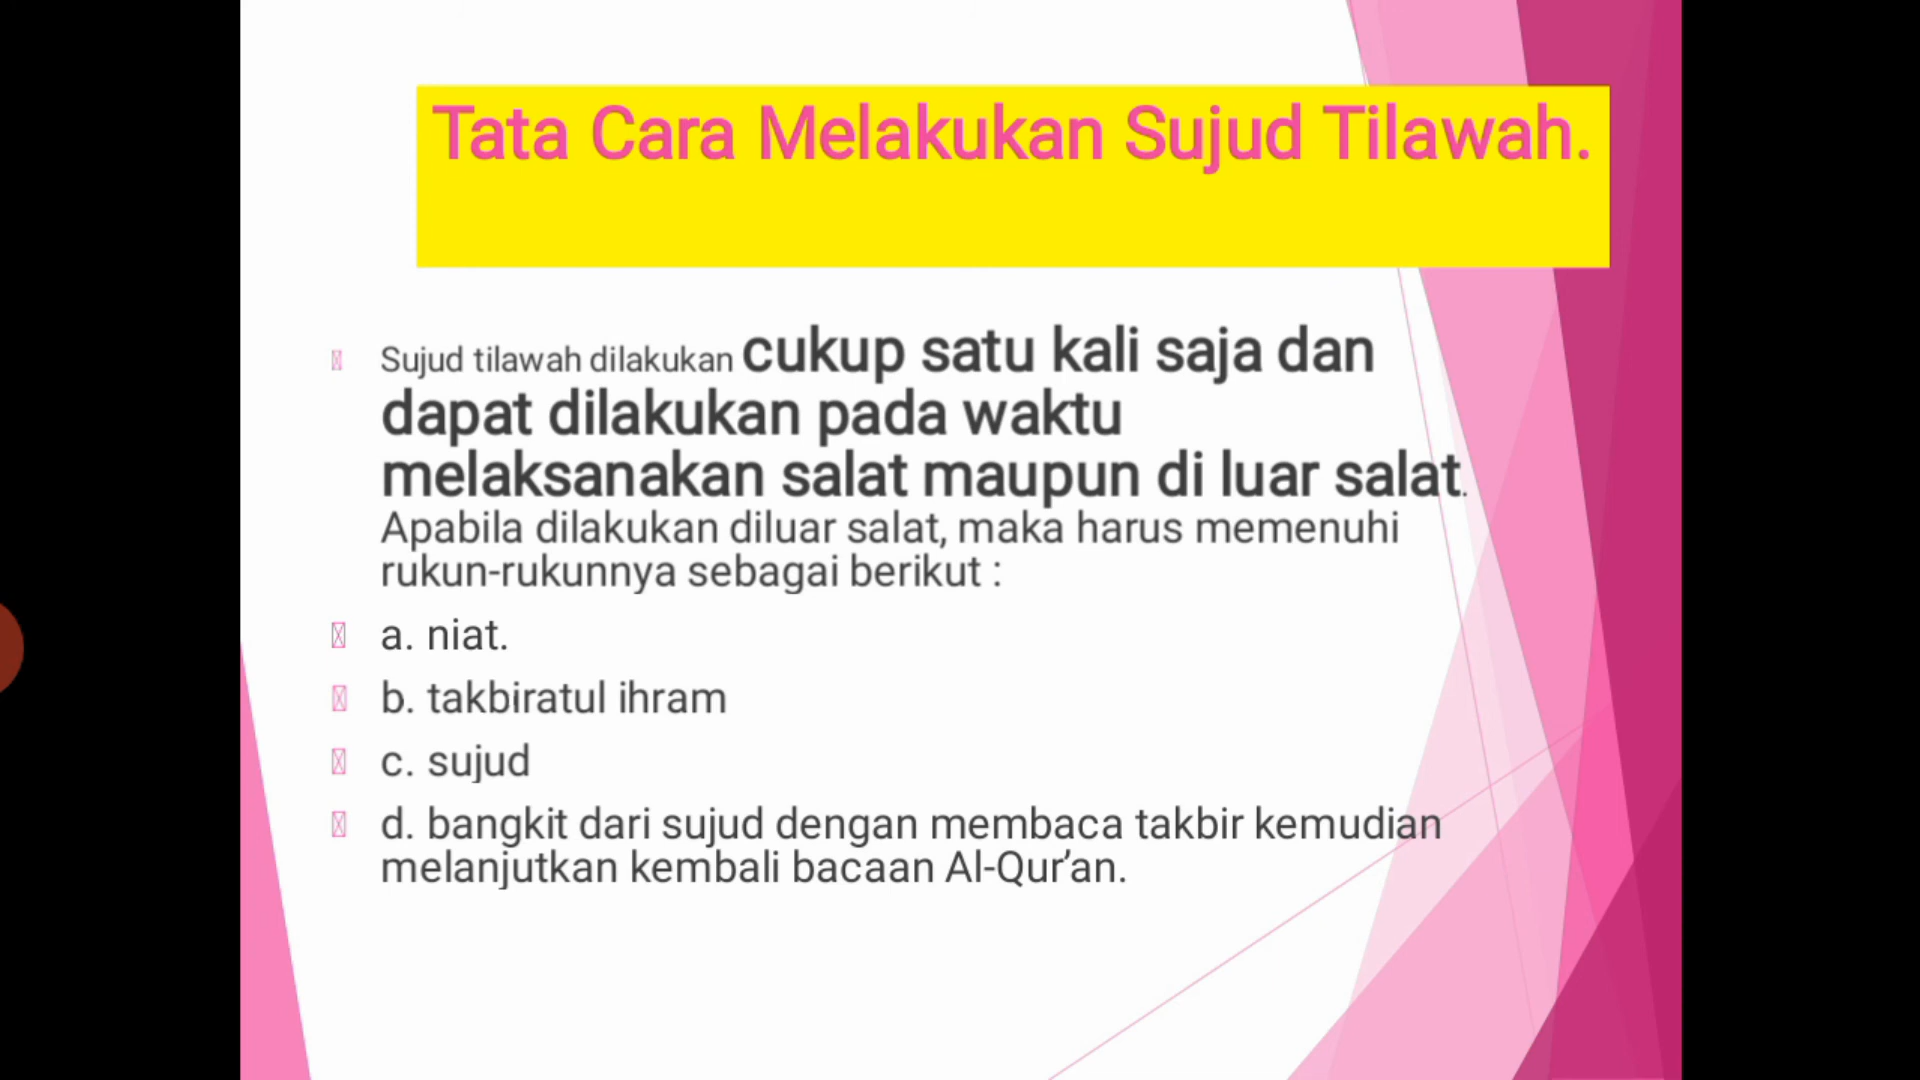 Tata Cara Melakukan Sujud Tilawah.
Sujud tilawah dilakukan cukup satu kali saja dan
dapat dilakukan pada waktu
melaksanakan salat maupun di luar salat.
Apabila dilakukan diluar salat, maka harus memenuhi
rukun-rukunnya sebagai berikut :
a. niat.
b. takbiratul ihram
c. sujud
d. bangkit dari sujud dengan membaca takbir kemudian
melanjutkan kembali bacaan Al-Qur’an.